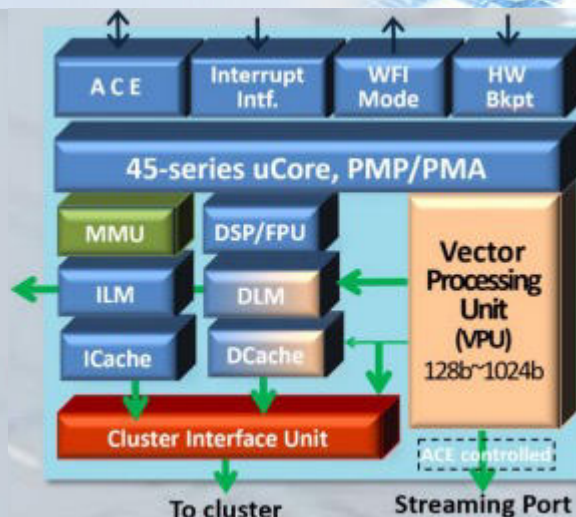 A C E
Interrupt
Intf.
WFI
Mode
HW
Bkpt
45-series uCore, PMP/PMA
MMU
DSP/FPU
ILM
DLM
ICache
DCache
Vector
Processing
Unit
(VPU)
128b~1024b
Cluster Interface Unit
ACE controlled
To cluster
Streaming Port